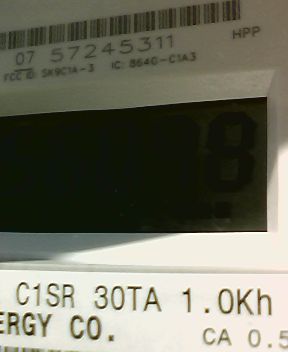 07 57245311
HPP
FCC ID: SK9C1A-3 IC: 8640-C1A3
8
C1SR 30TA 1.0Kh
ERGY CO.
CA 0.5